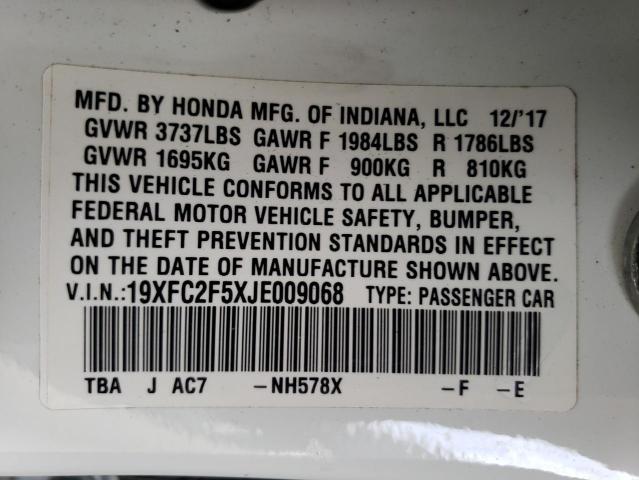 MFD. BY HONDA MFG. OF INDIANA, LLC 12/'17
GVWR 3737LBS GAWR F 1984LBS R 1786LBS
GVWR 1695KG GAWR F 900KG R 810KG
THIS VEHICLE CONFORMS TO ALL APPLICABLE
FEDERAL MOTOR VEHICLE SAFETY, BUMPER,
AND THEFT PREVENTION STANDARDS IN EFFECT
ON THE DATE OF MANUFACTURE SHOWN ABOVE.
V.I.N.:19XFC2F5XJE009068 TYPE: PASSENGER CAR
TBA J AC7 -NH578X -F -E